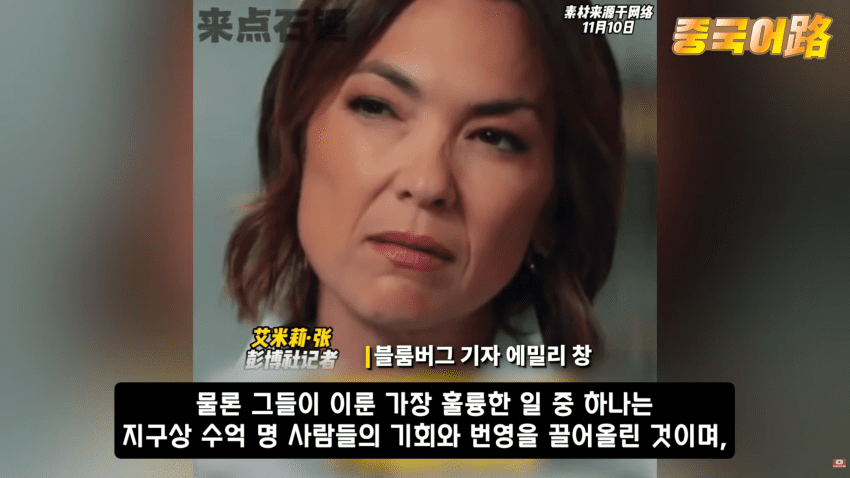 来点石锤
素材来源于网络
11月10日
중국어路
艾米莉·张
彭博社记者
블룸버그 기자 에밀리 창
물론 그들이 이룬 가장 훌륭한 일 중 하나는
지구상 수억 명 사람들의 기회와 번영을 끌어올린 것이며,